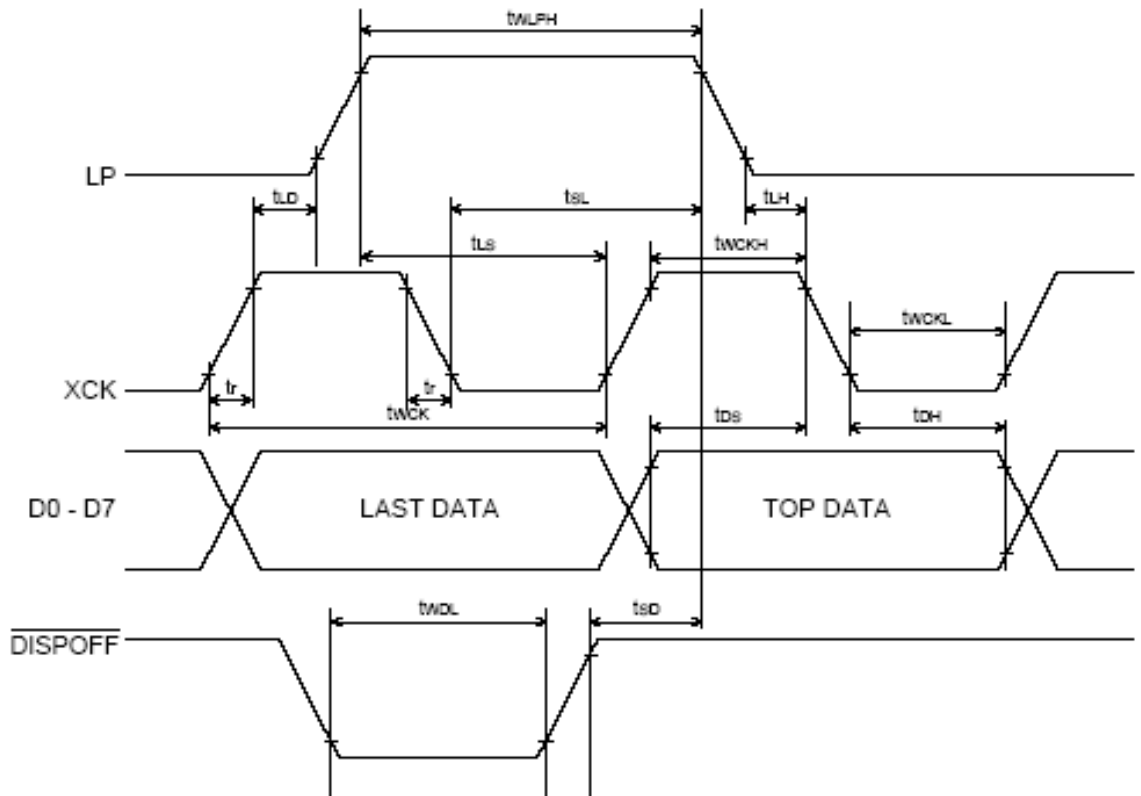 tWLPH
LP
tLD
tSL
tLH
tLS
tWCKH
tWCKL
XCK
tr
tr
tWCK
tDS
tDH
D0 - D7
LAST DATA
TOP DATA
tWDL
tSD
DISPOFF